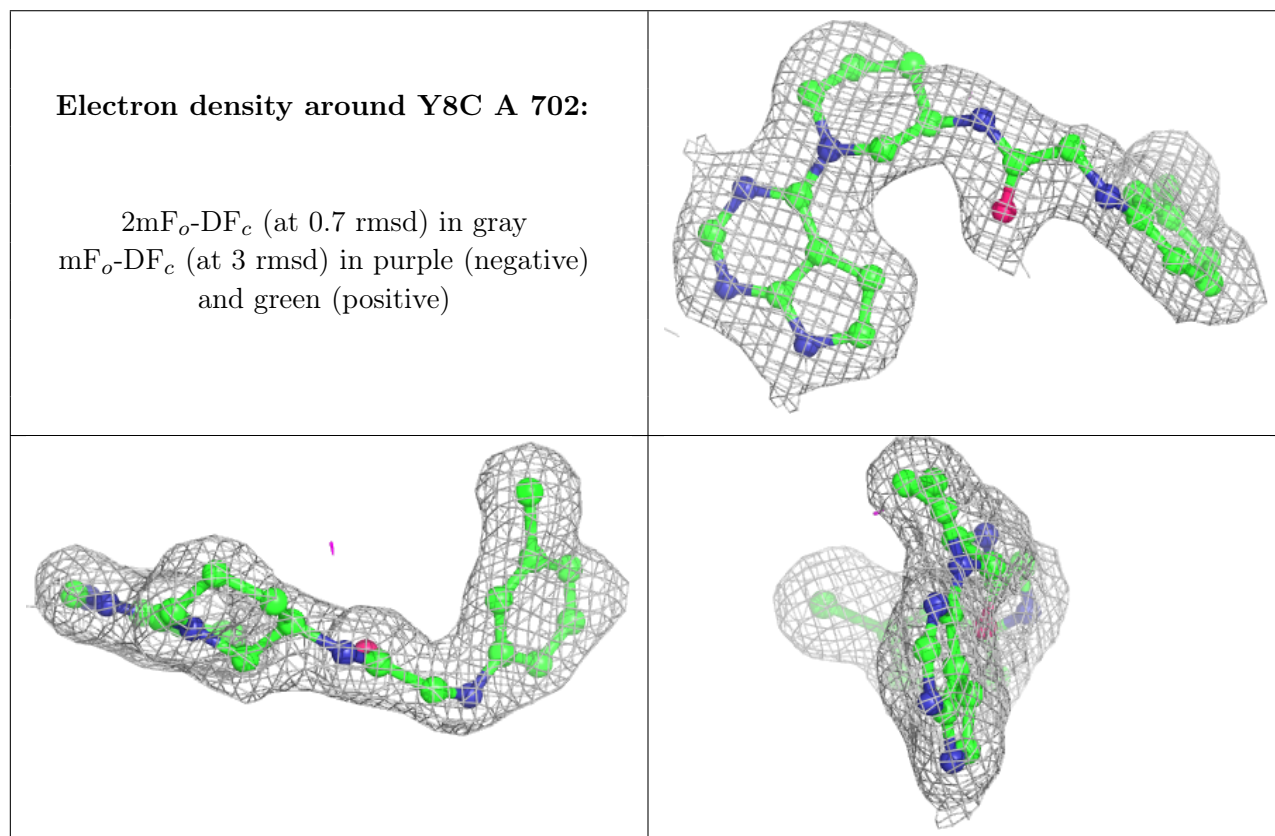 Electron density around Y8C A 702:
2mFo-DFc (at 0.7 rmsd) in gray
mFo-DFc (at 3 rmsd) in purple (negative)
and green (positive)